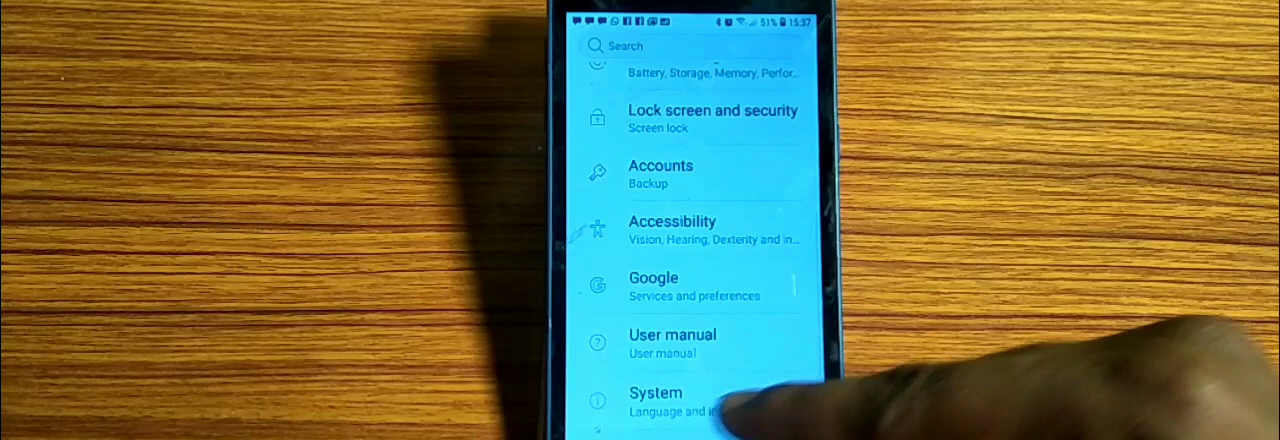 51% 15:37
Search
Battery, Storage, Memory, Perfor...
Lock screen and security
Screen lock
Accounts
Backup
Accessibility
Vision, Hearing, Dexterity and in...
Google
Services and preferences
User manual
User manual
System
Language and